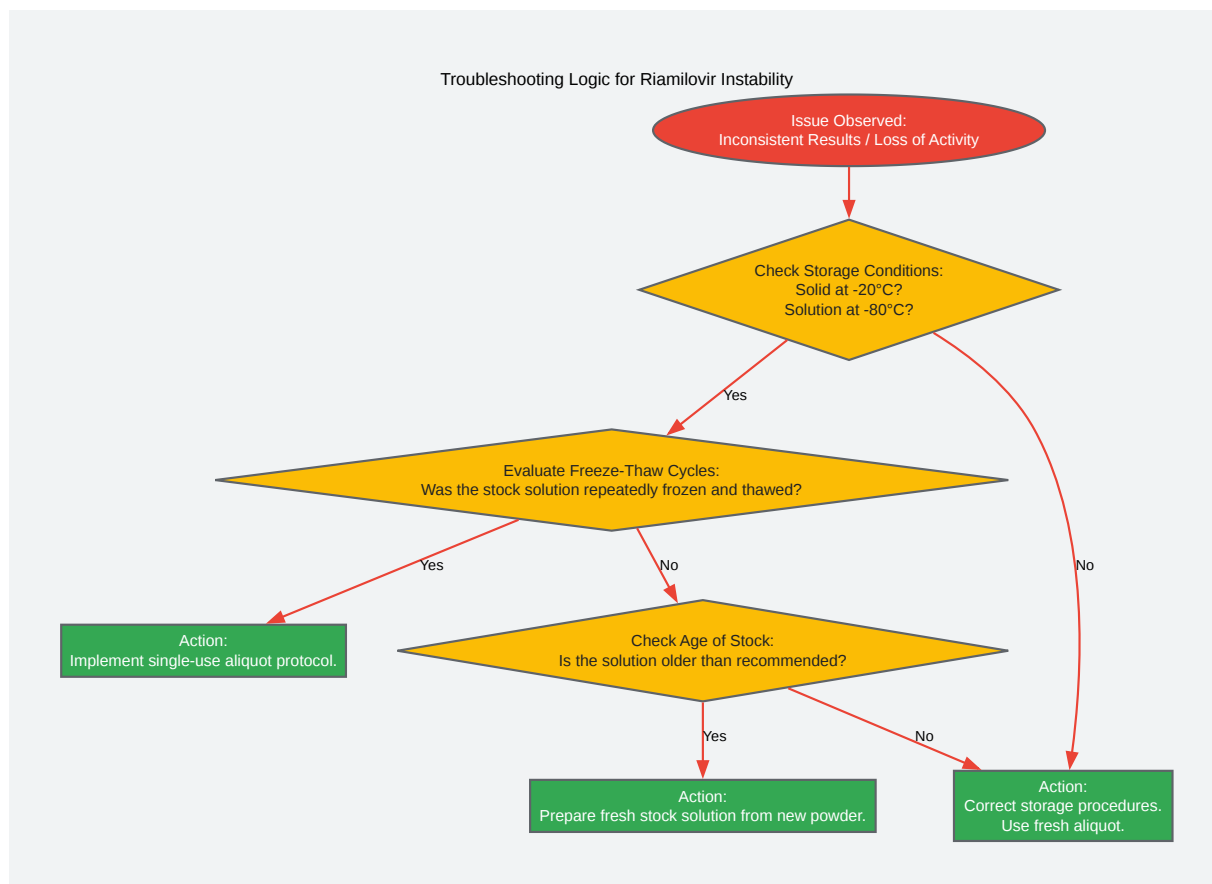 Troubleshooting Logic for Riamilovir Instability
Issue Observed:
Inconsistent Results / Loss of Activity
Check Storage Conditions:
Solid at -20°C?
Solution at -80°C?
Yes
Evaluate Freeze-Thaw Cycles:
Was the stock solution repeatedly frozen and thawed?
Yes
No
No
Action:
Implement single-use aliquot protocol.
Check Age of Stock:
Is the solution older than recommended?
Yes
No
Action:
Prepare fresh stock solution from new powder.
Action:
Correct storage procedures.
Use fresh aliquot.